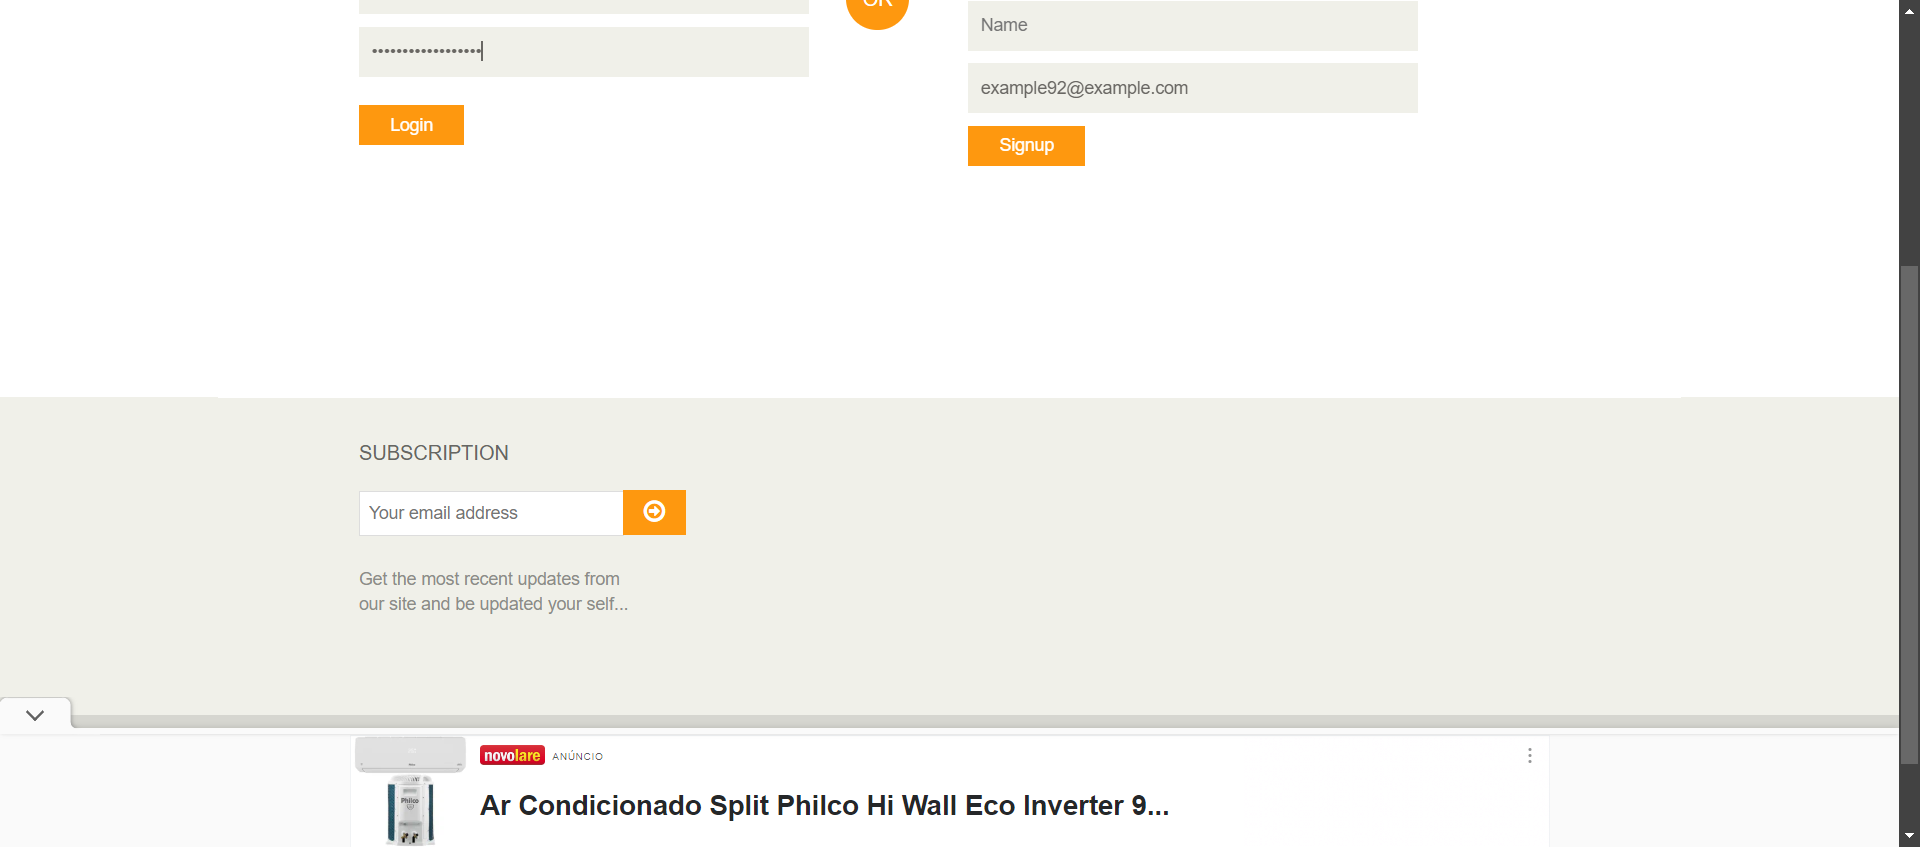 OR
••••••••••••••••••
Login
Name
example92@example.com
Signup
SUBSCRIPTION
Your email address
Get the most recent updates from
our site and be updated your self...
novolare ANÚNCIO
Ar Condicionado Split Philco Hi Wall Eco Inverter 9...
Philco